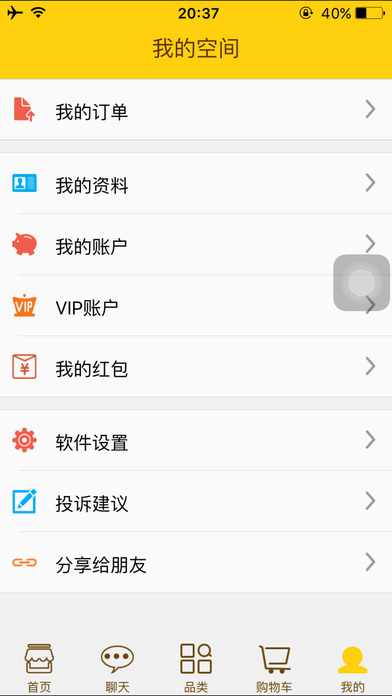 20:37
40%
我的空间
我的订单
我的资料
我的账户
VIP
VIP账户
¥
我的红包
软件设置
投诉建议
分享给朋友
首页
聊天
品类
购物车
我的